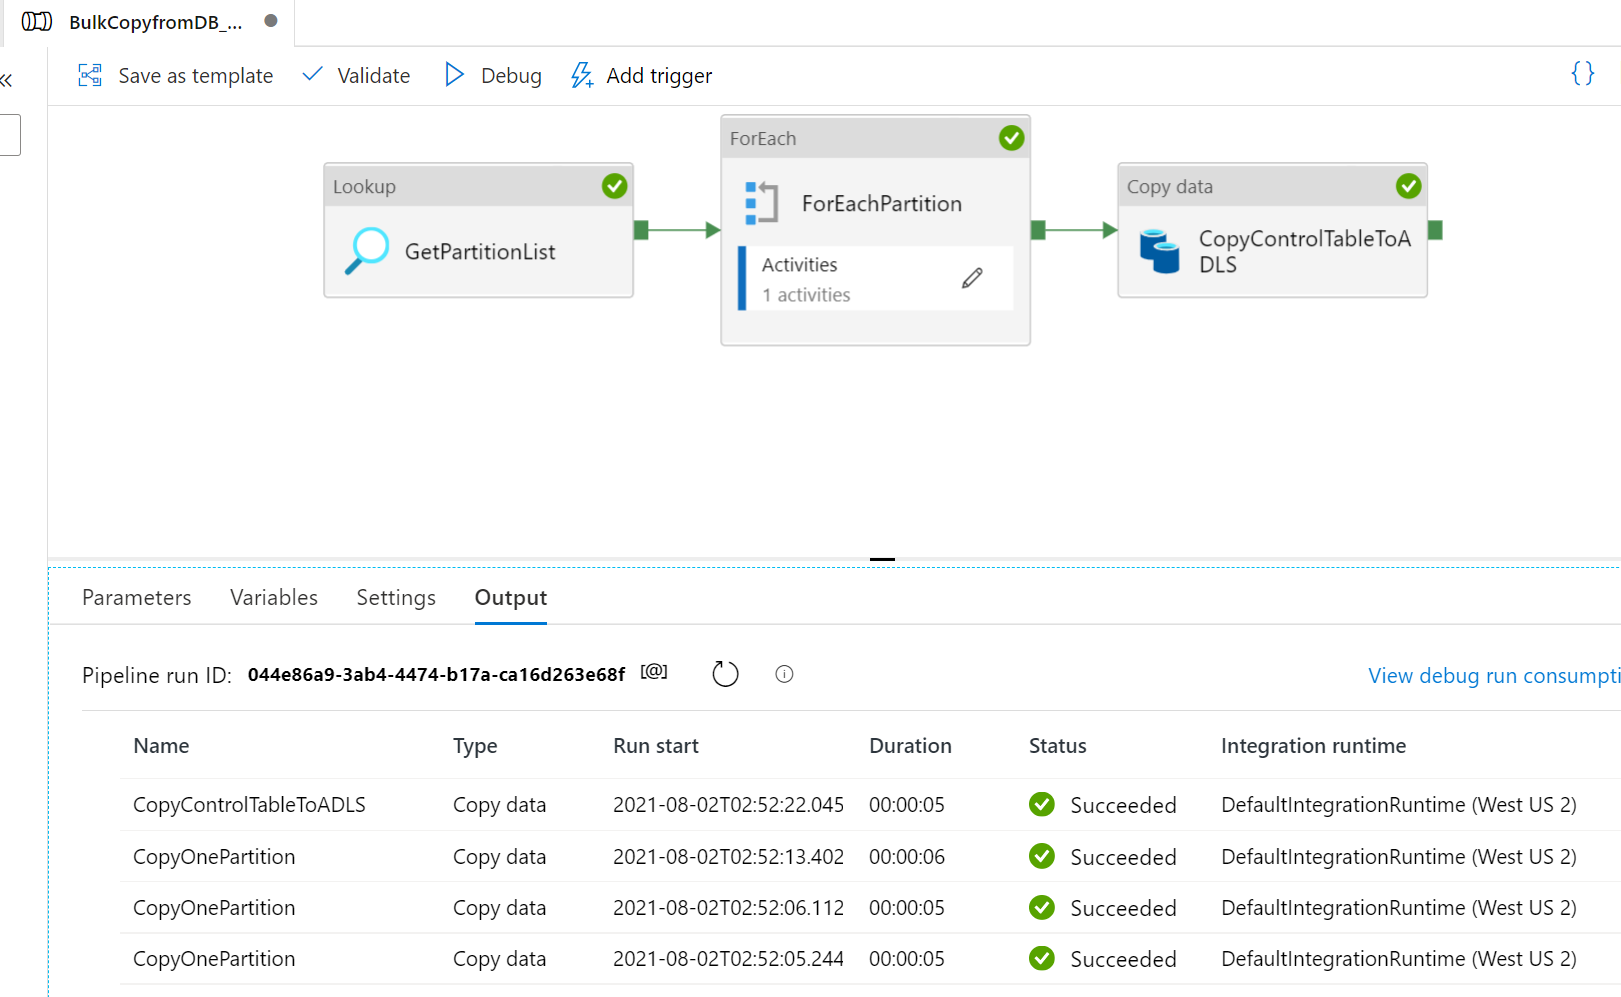 BulkCopyfromDB_...
Save as template
Validate
Debug
Add trigger
{}
Lookup
GetPartitionList
ForEach
ForEachPartition
Activities
1 activities
Copy data
CopyControlTableToA
DLS
Parameters Variables Settings Output
Pipeline run ID: 044e86a9-3ab4-4474-b17a-ca16d263e68f [@]
View debug run consumpti
Name Type Run start Duration Status Integration runtime
CopyControlTableToADLS Copy data 2021-08-02T02:52:22.045 00:00:05 Succeeded DefaultIntegrationRuntime (West US 2)
CopyOnePartition Copy data 2021-08-02T02:52:13.402 00:00:06 Succeeded DefaultIntegrationRuntime (West US 2)
CopyOnePartition Copy data 2021-08-02T02:52:06.112 00:00:05 Succeeded DefaultIntegrationRuntime (West US 2)
CopyOnePartition Copy data 2021-08-02T02:52:05.244 00:00:05 Succeeded DefaultIntegrationRuntime (West US 2)